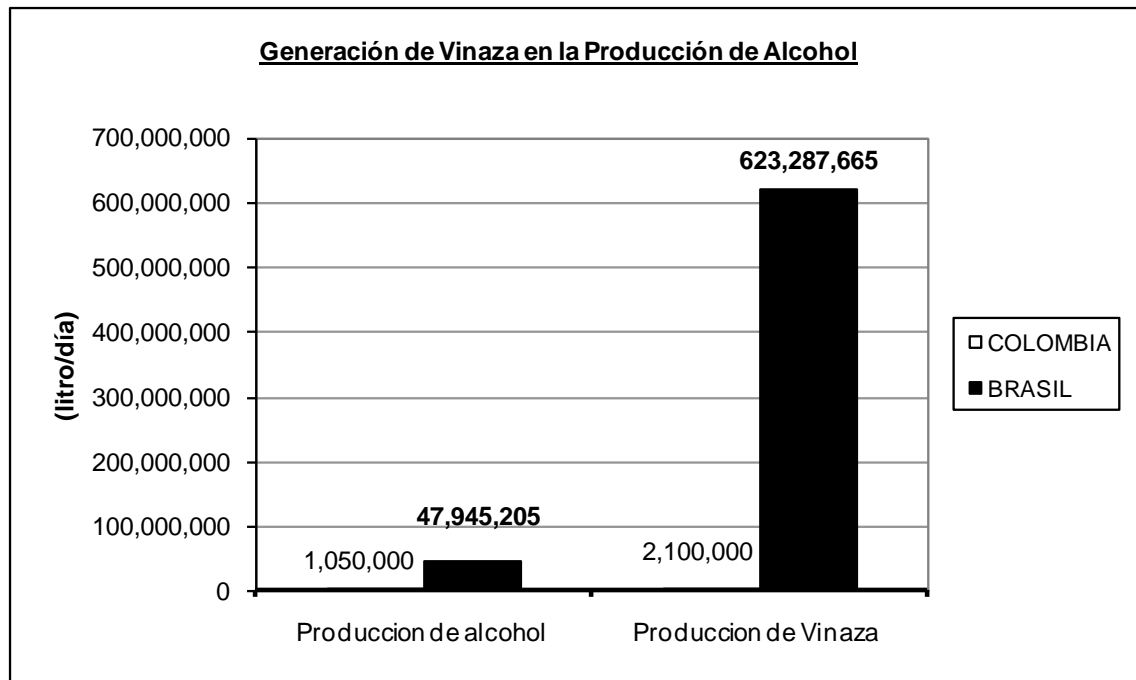 Generación de Vinaza en la Producción de Alcohol
700,000,000
600,000,000
500,000,000
400,000,000
300,000,000
200,000,000
100,000,000
0
(litro/día)
623,287,665
47,945,205
1,050,000
2,100,000
Produccion de alcohol
Produccion de Vinaza
COLOMBIA
BRASIL